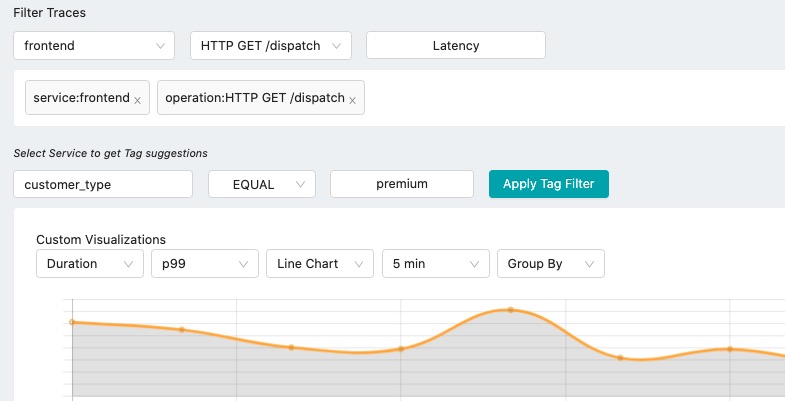 Filter Traces
frontend HTTP GET /dispatch Latency
service:frontend x operation:HTTP GET /dispatch x
Select Service to get Tag suggestions
customer_type EQUAL premium Apply Tag Filter
Custom Visualizations
Duration p99 Line Chart 5 min Group By